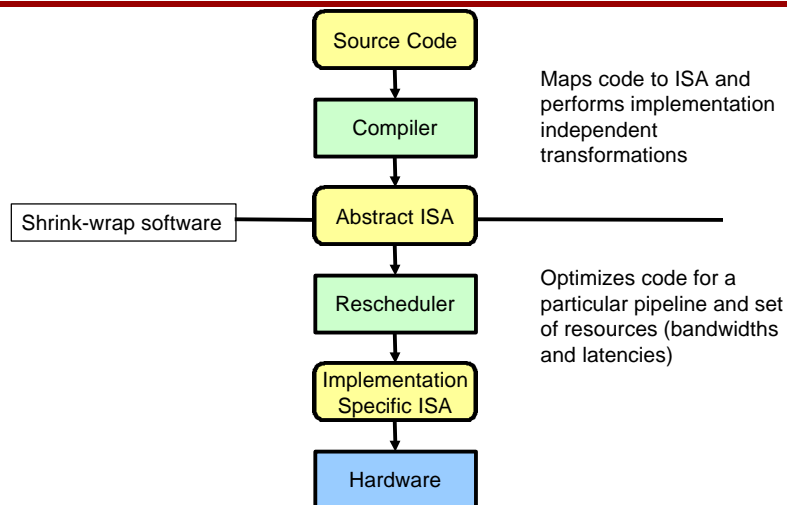 Source Code
Maps code to ISA and
performs implementation
independent
transformations
Compiler
Shrink-wrap software
Abstract ISA
Rescheduler
Optimizes code for a
particular pipeline and set
of resources (bandwidths
and latencies)
Implementation
Specific ISA
Hardware